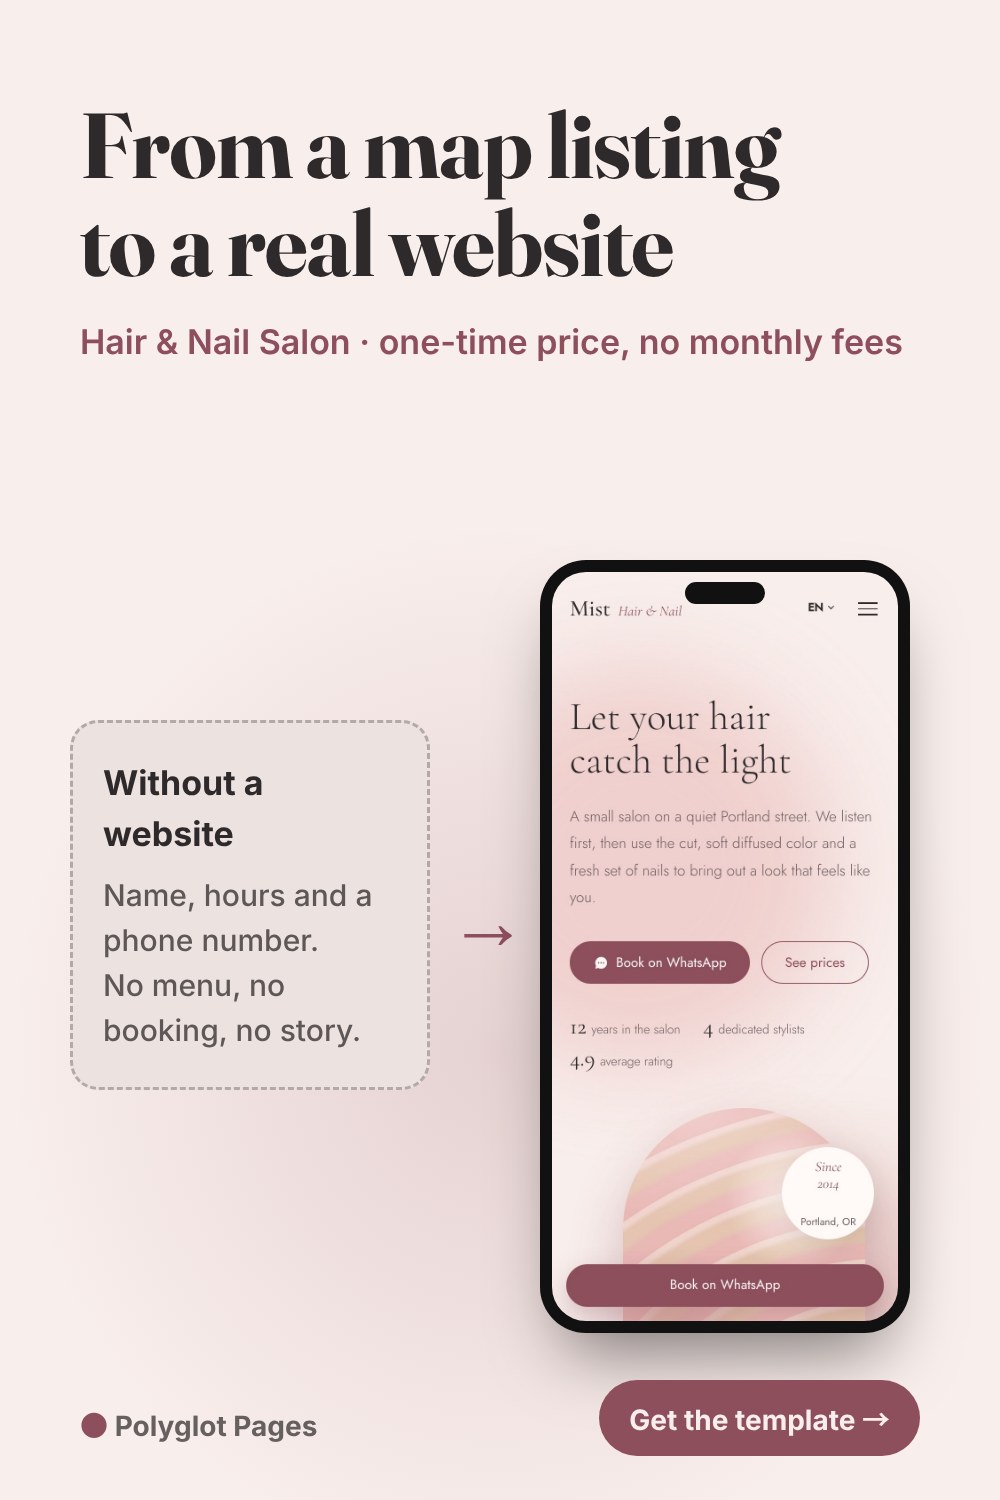 From a map listing
to a real website
Hair & Nail Salon · one-time price, no monthly fees
Without a
website
Name, hours and a
phone number.
No menu, no
booking, no story.
→
Mist Hair & Nail
EN
Let your hair
catch the light
A small salon on a quiet Portland street. We listen
first, then use the cut, soft diffused color and a
fresh set of nails to bring out a look that feels like
you.
Book on WhatsApp
See prices
12 years in the salon
4 dedicated stylists
4.9 average rating
Since
2014
Portland, OR
Book on WhatsApp
Polyglot Pages
Get the template →